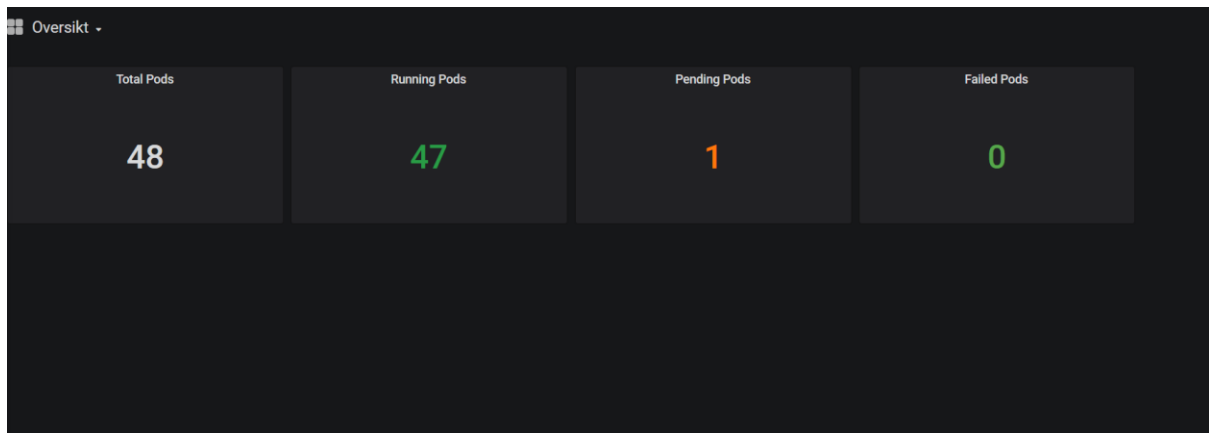 Oversikt
Total Pods
Running Pods
Pending Pods
Failed Pods
48
47
1
0